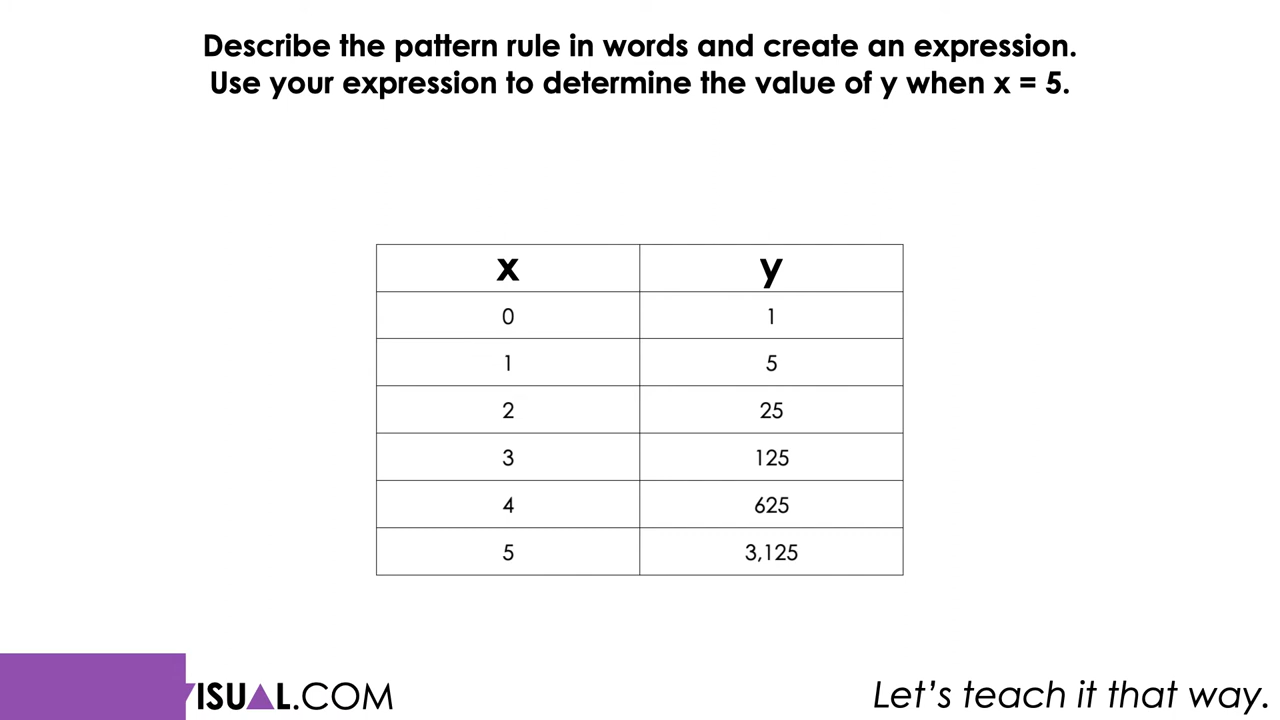 Describe the pattern rule in words and create an expression.
Use your expression to determine the value of y when x = 5.
x y
0 1
1 5
2 25
3 125
4 625
5 3,125
VISUAL.COM
Let's teach it that way.